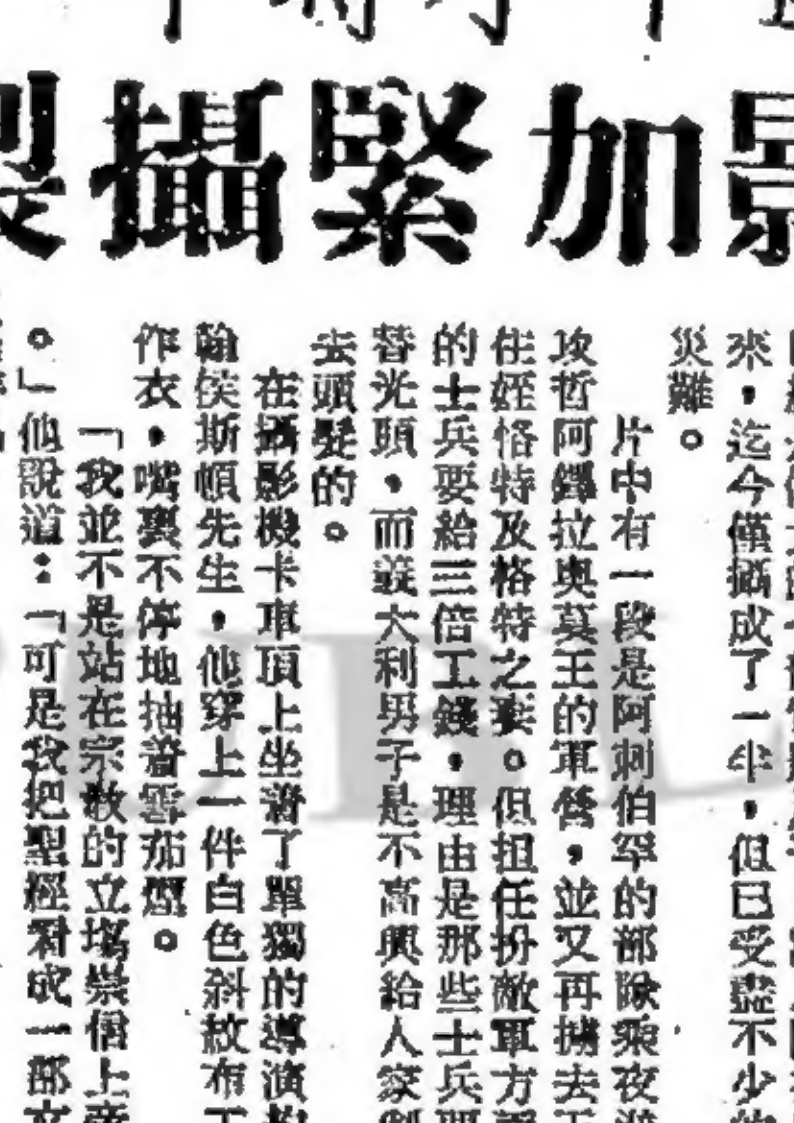 影加緊攝製
來，迄今僅攝成了一半，但已受盡不少的
災難。
片中有一段是阿剌伯罕的部隊乘夜
攻哲阿鐸拉奧莫王的軍營，並又再擄去
住姪恪特及格特之妻。但担任扮敵軍方
的士兵要給三倍工錢，理由是那些士兵
替光頭，而義大利男子是不高興給人家
去頭髮的。
在攝影機卡車頂上坐着了單獨的導演
翰侯斯頓先生，他穿上一件白色斜紋布工
作衣，嘴裏不停地抽着雪茄煙。
「我並不是站在宗教的立場崇信上帝
。」他說道：「可是我把聖經看成一部文